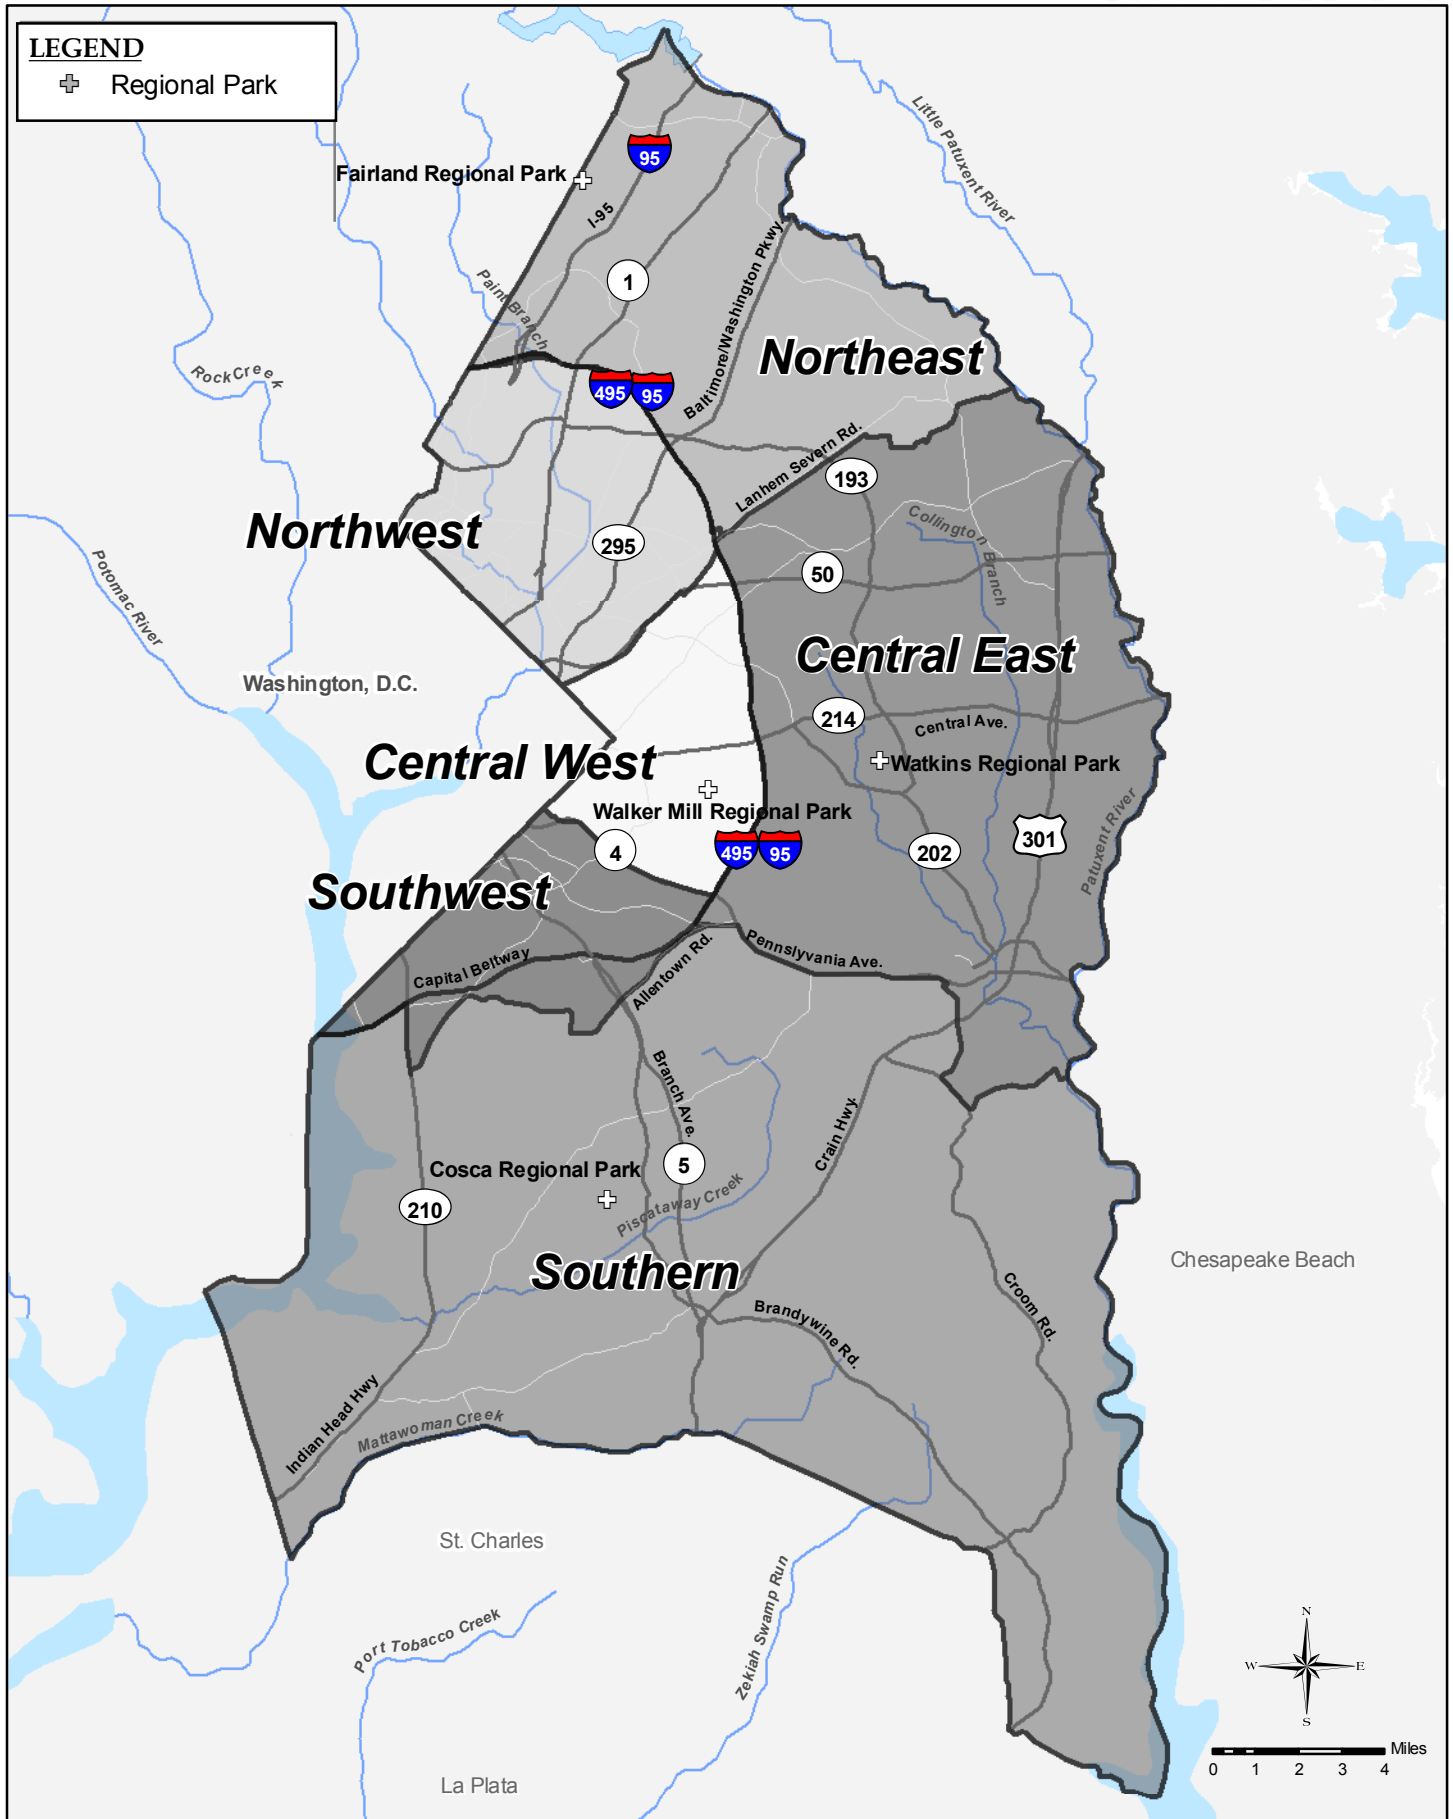 LEGEND
Regional Park
Little Patuxent River
95
Fairland Regional Park
I-95
Paint Branch
1
Baltimore/Washington Pkwy.
Northeast
RockCreek
495
95
Lanhem Severn Rd.
193
Northwest
Collington Branch
295
50
Potomac River
Central East
Washington, D.C.
214
Central Ave.
Central West
Watkins Regional Park
Walker Mill Regional Park
Patuxent River
301
4
495
95
202
Southwest
Capital Beltway
Allentown Rd.
Pennslyvania Ave.
Branch Ave.
Crain Hwy.
Cosca Regional Park
5
210
Piscataway Creek
Southern
Chesapeake Beach
Croom Rd.
Brandywine Rd.
Indian Head Hwy
Mattawoman Creek
St. Charles
Zekiah Swamp Run
Port Tobacco Creek
N
W
E
S
Miles
0 1 2 3 4
La Plata